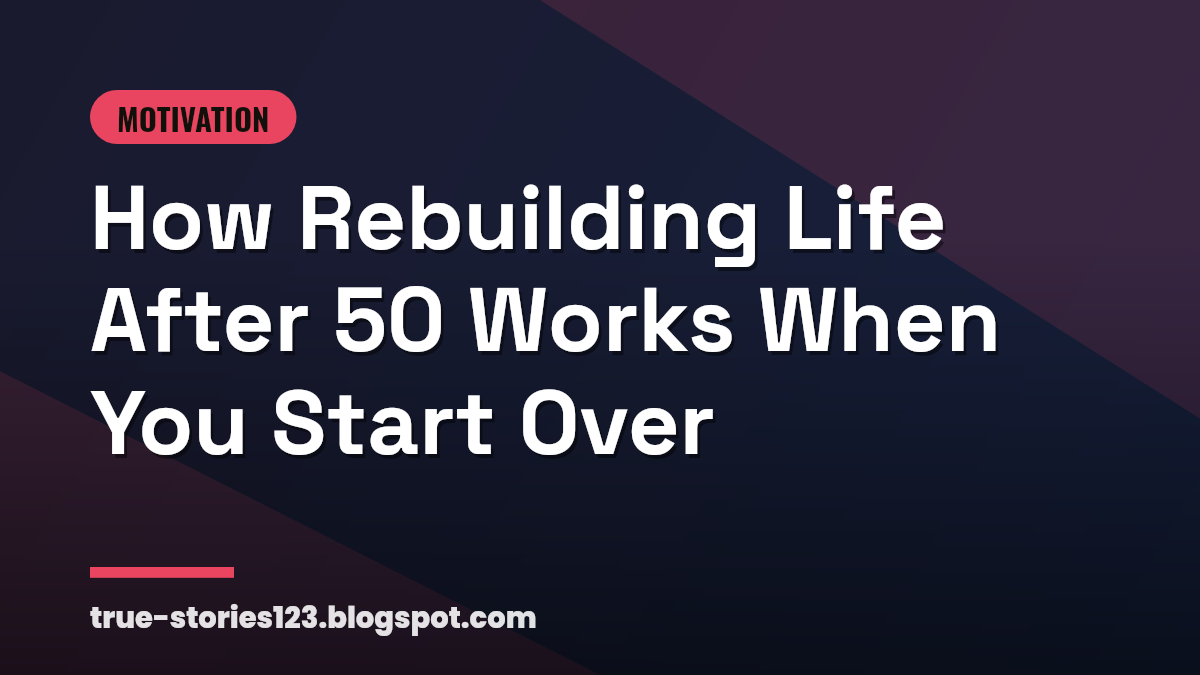 MOTIVATION
How Rebuilding Life
After 50 Works When
You Start Over
true-stories123.blogspot.com